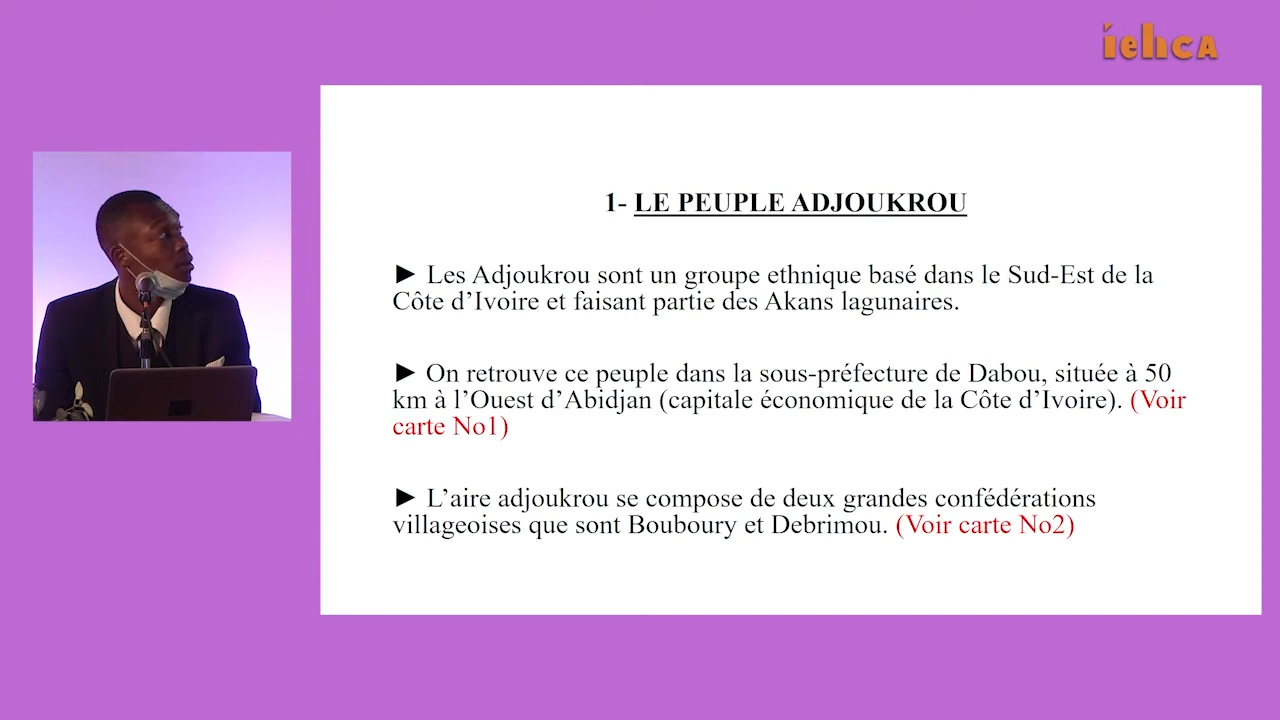 iehcA
1- LE PEUPLE ADJOUKROU
► Les Adjoukrou sont un groupe ethnique basé dans le Sud-Est de la
Côte d’Ivoire et faisant partie des Akans lagunaires.
► On retrouve ce peuple dans la sous-préfecture de Dabou, située à 50
km à l’Ouest d’Abidjan (capitale économique de la Côte d’Ivoire). (Voir
carte No1)
► L’aire adjoukrou se compose de deux grandes confédérations
villageoises que sont Bouboury et Debrimou. (Voir carte No2)